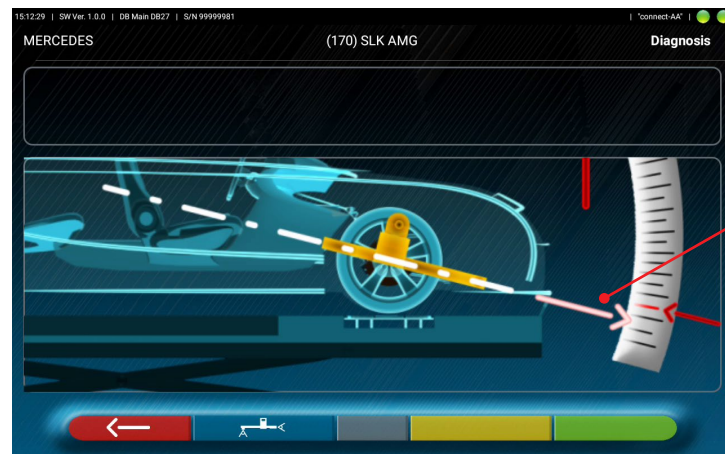 15:12:29 | SW Ver. 1.0.0 | DB Main DB27 | S/N 99999981 | "connect-AA" |
MERCEDES (170) SLK AMG Diagnosis